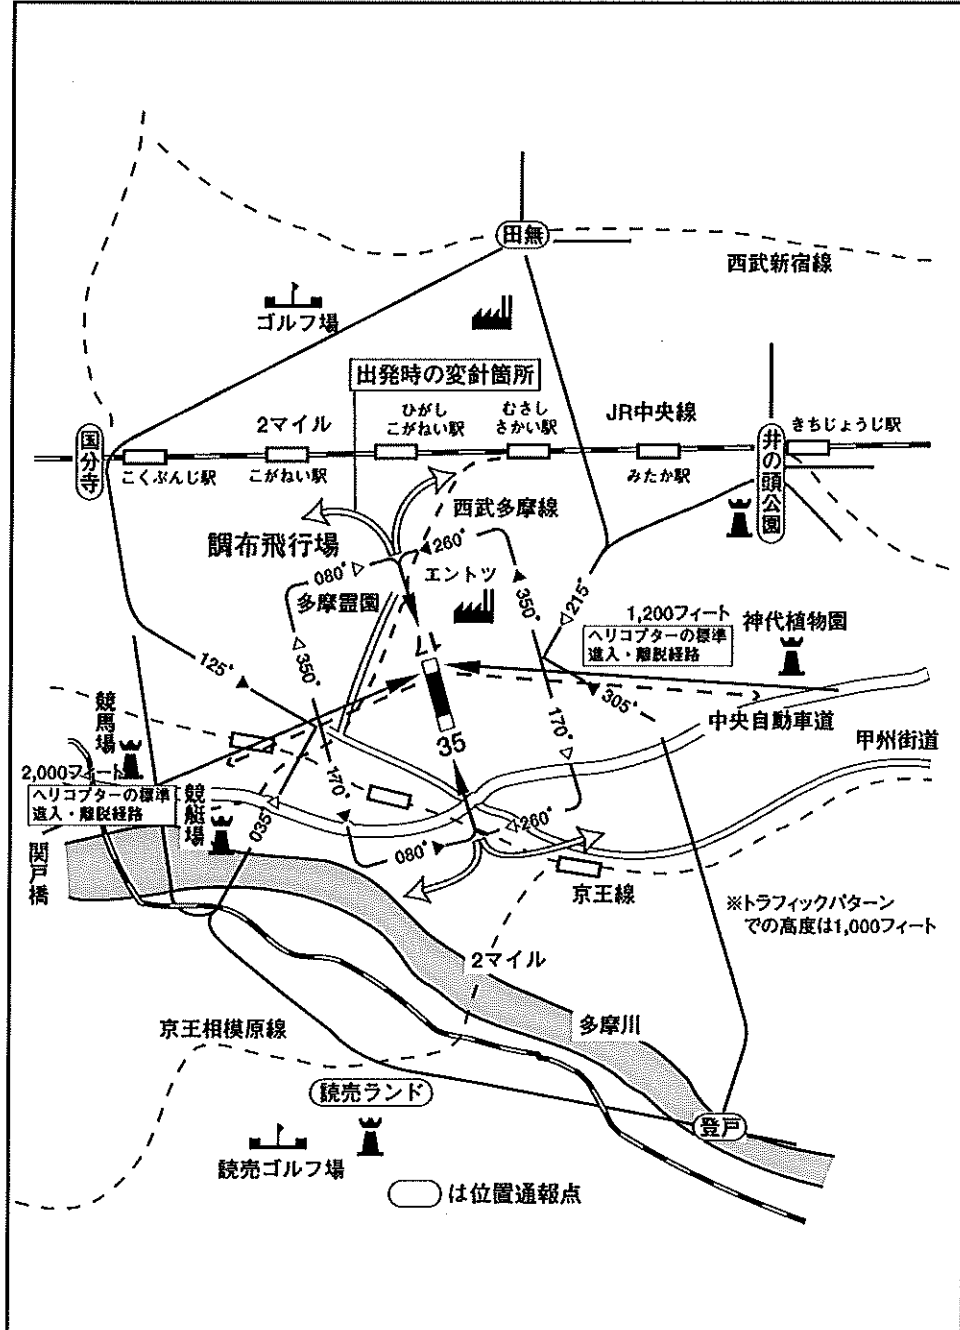 田無
西武新宿線
ゴルフ場
出発時の変針箇所
ひがし
こがねい駅
むさし
さかい駅
JR中央線
きちじょうじ駅
2マイル
国分寺
井の頭公園
こくぶんじ駅
こがねい駅
みたか駅
西武多摩線
調布飛行場
260°
080°
エントツ
多摩霊園
350°
215°
1,200フィート
神代植物園
ヘリコプターの標準
進入・離脱経路
17
350°
125°
305°
中央自動車道
170°
35
甲州街道
競馬場
2,000フィート
ヘリコプターの標準
進入・離脱経路
競艇場
170°
035°
260°
080°
関戸橋
京王線
※トラフィックパターン
での高度は1,000フィート
2マイル
多摩川
京王相模原線
読売ランド
登戸
読売ゴルフ場
は位置通報点